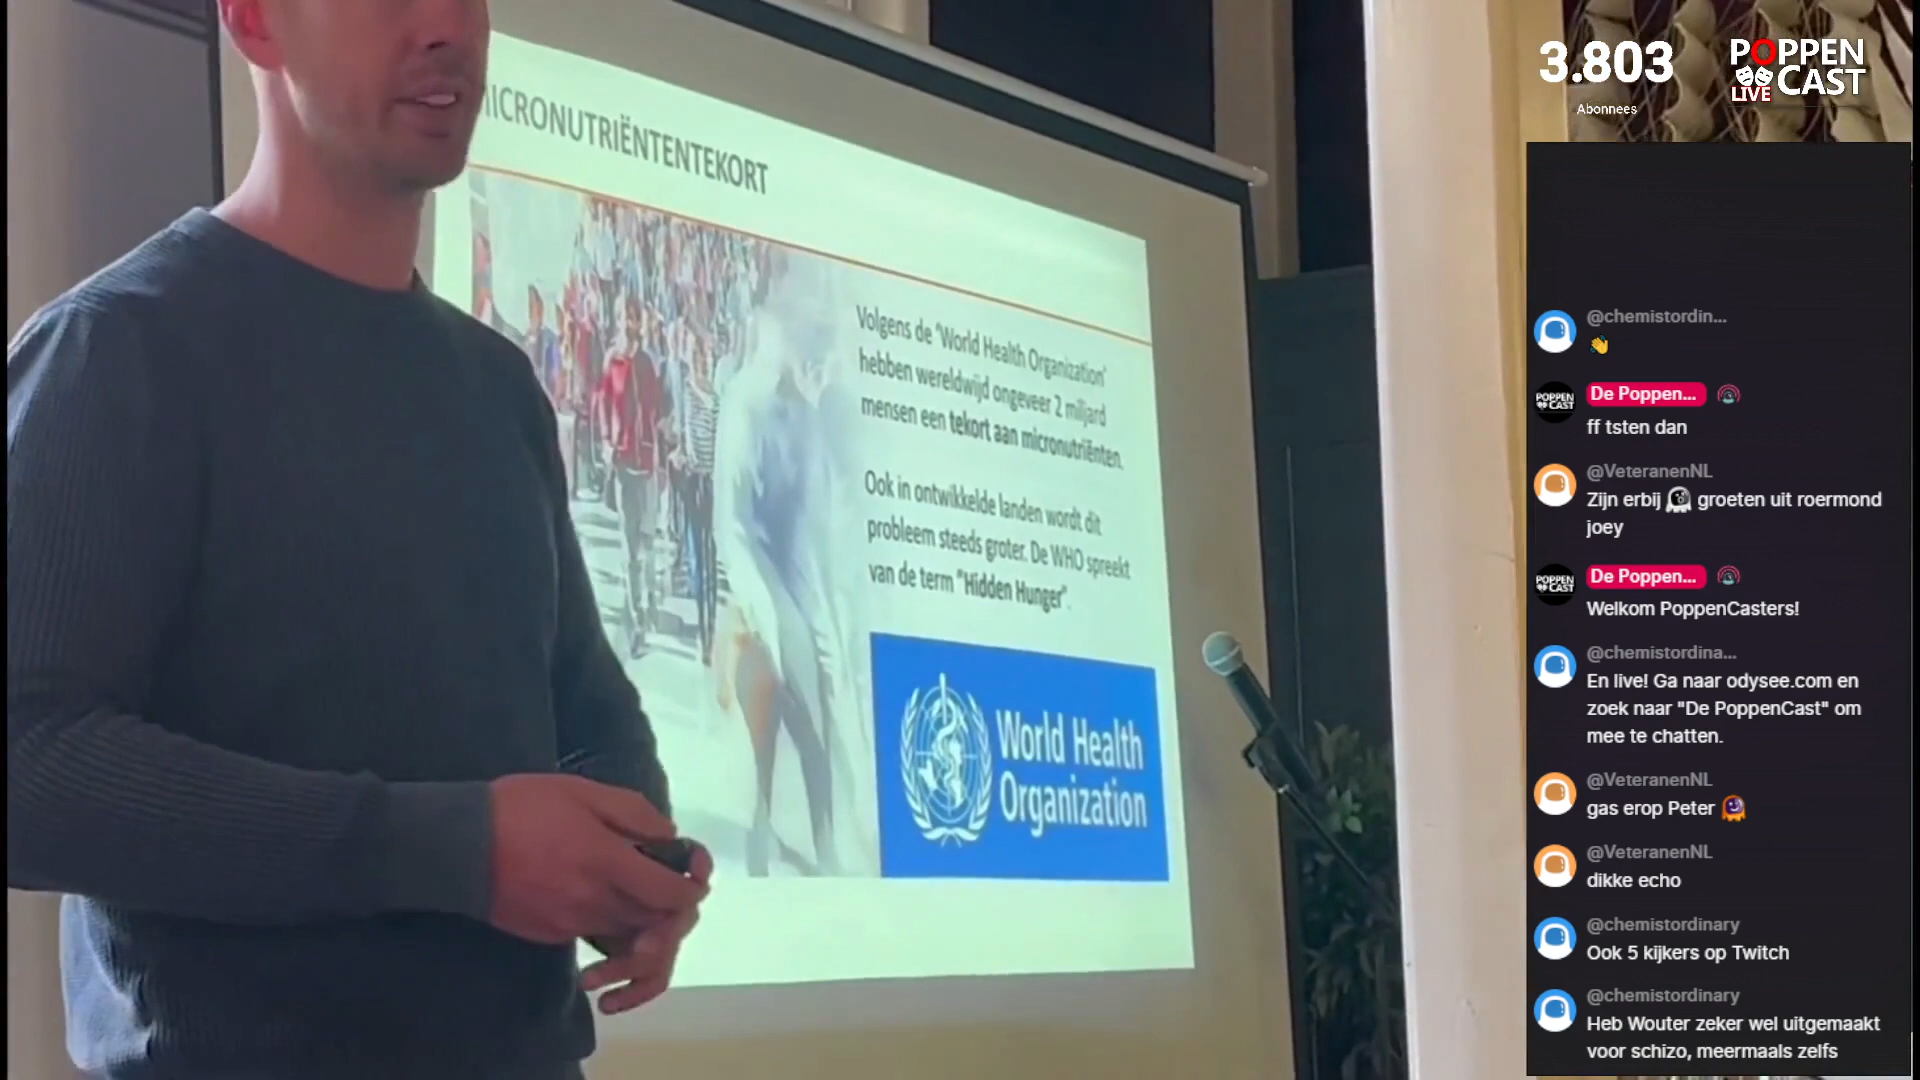 MICRONUTRIËNTENTEKORT
Volgens de 'World Health Organization'
hebben wereldwijd ongeveer 2 miljard
mensen een tekort aan micronutriënten.
Ook in ontwikkelde landen wordt dit
probleem steeds groter. De WHO spreekt
van de term "Hidden Hunger".
World Health
Organization
3.803
Abonnees
POPPEN
CAST
LIVE
@chemistordin...
POPPEN
CAST
De Poppen...
ff tsten dan
@VeteranenNL
Zijn erbij groeten uit roermond
joey
POPPEN
CAST
De Poppen...
Welkom PoppenCasters!
@chemistordina...
En live! Ga naar odysee.com en
zoek naar "De PoppenCast" om
mee te chatten.
@VeteranenNL
gas erop Peter
@VeteranenNL
dikke echo
@chemistordinary
Ook 5 kijkers op Twitch
@chemistordinary
Heb Wouter zeker wel uitgemaakt
voor schizo, meermaals zelfs